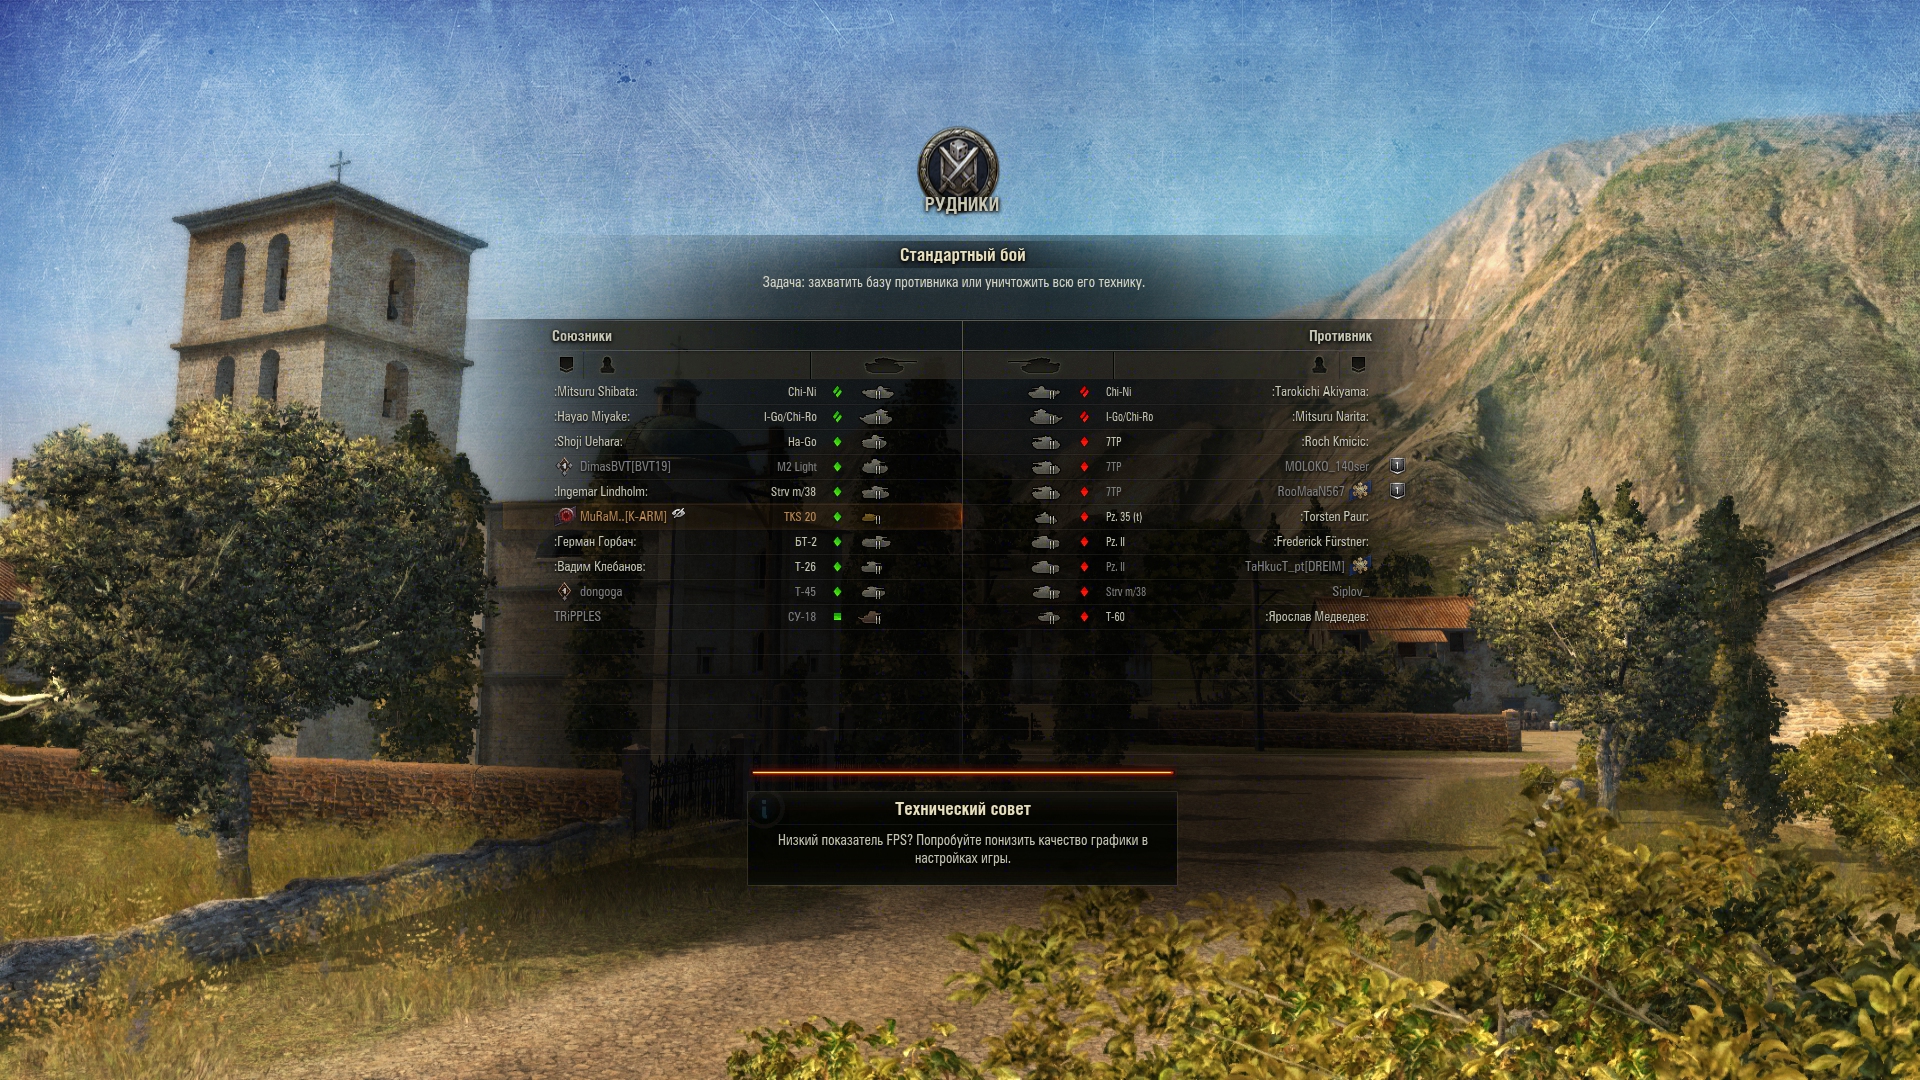 РУДНИКИ
Стандартный бой
Задача: захватить базу противника или уничтожить всю его технику.
Союзники Противник
:Mitsuru Shibata: Chi-Ni Chi-Ni :Tarokichi Akiyama:
:Hayao Miyake: I-Go/Chi-Ro I-Go/Chi-Ro :Mitsuru Narita:
:Shoji Uehara: Ha-Go 7TP :Roch Kmicic:
1 DimasBVT[BVT19] M2 Light 7TP MOLOKO_140ser 1
:Ingemar Lindholm: Strv m/38 7TP RooMaaN567 1
MuRaM..[K-ARM] TKS 20 Pz. 35 (t) :Torsten Paur:
:Герман Горбач: БТ-2 Pz. II :Frederick Fürstner:
:Вадим Клебанов: Т-26 Pz. II TaHkucT_pt[DREIM]
1 dongoga Т-45 Strv m/38 Siplov_
TRiPPLES СУ-18 Т-60 :Ярослав Медведев:
Технический совет
Низкий показатель FPS? Попробуйте понизить качество графики в
настройках игры.